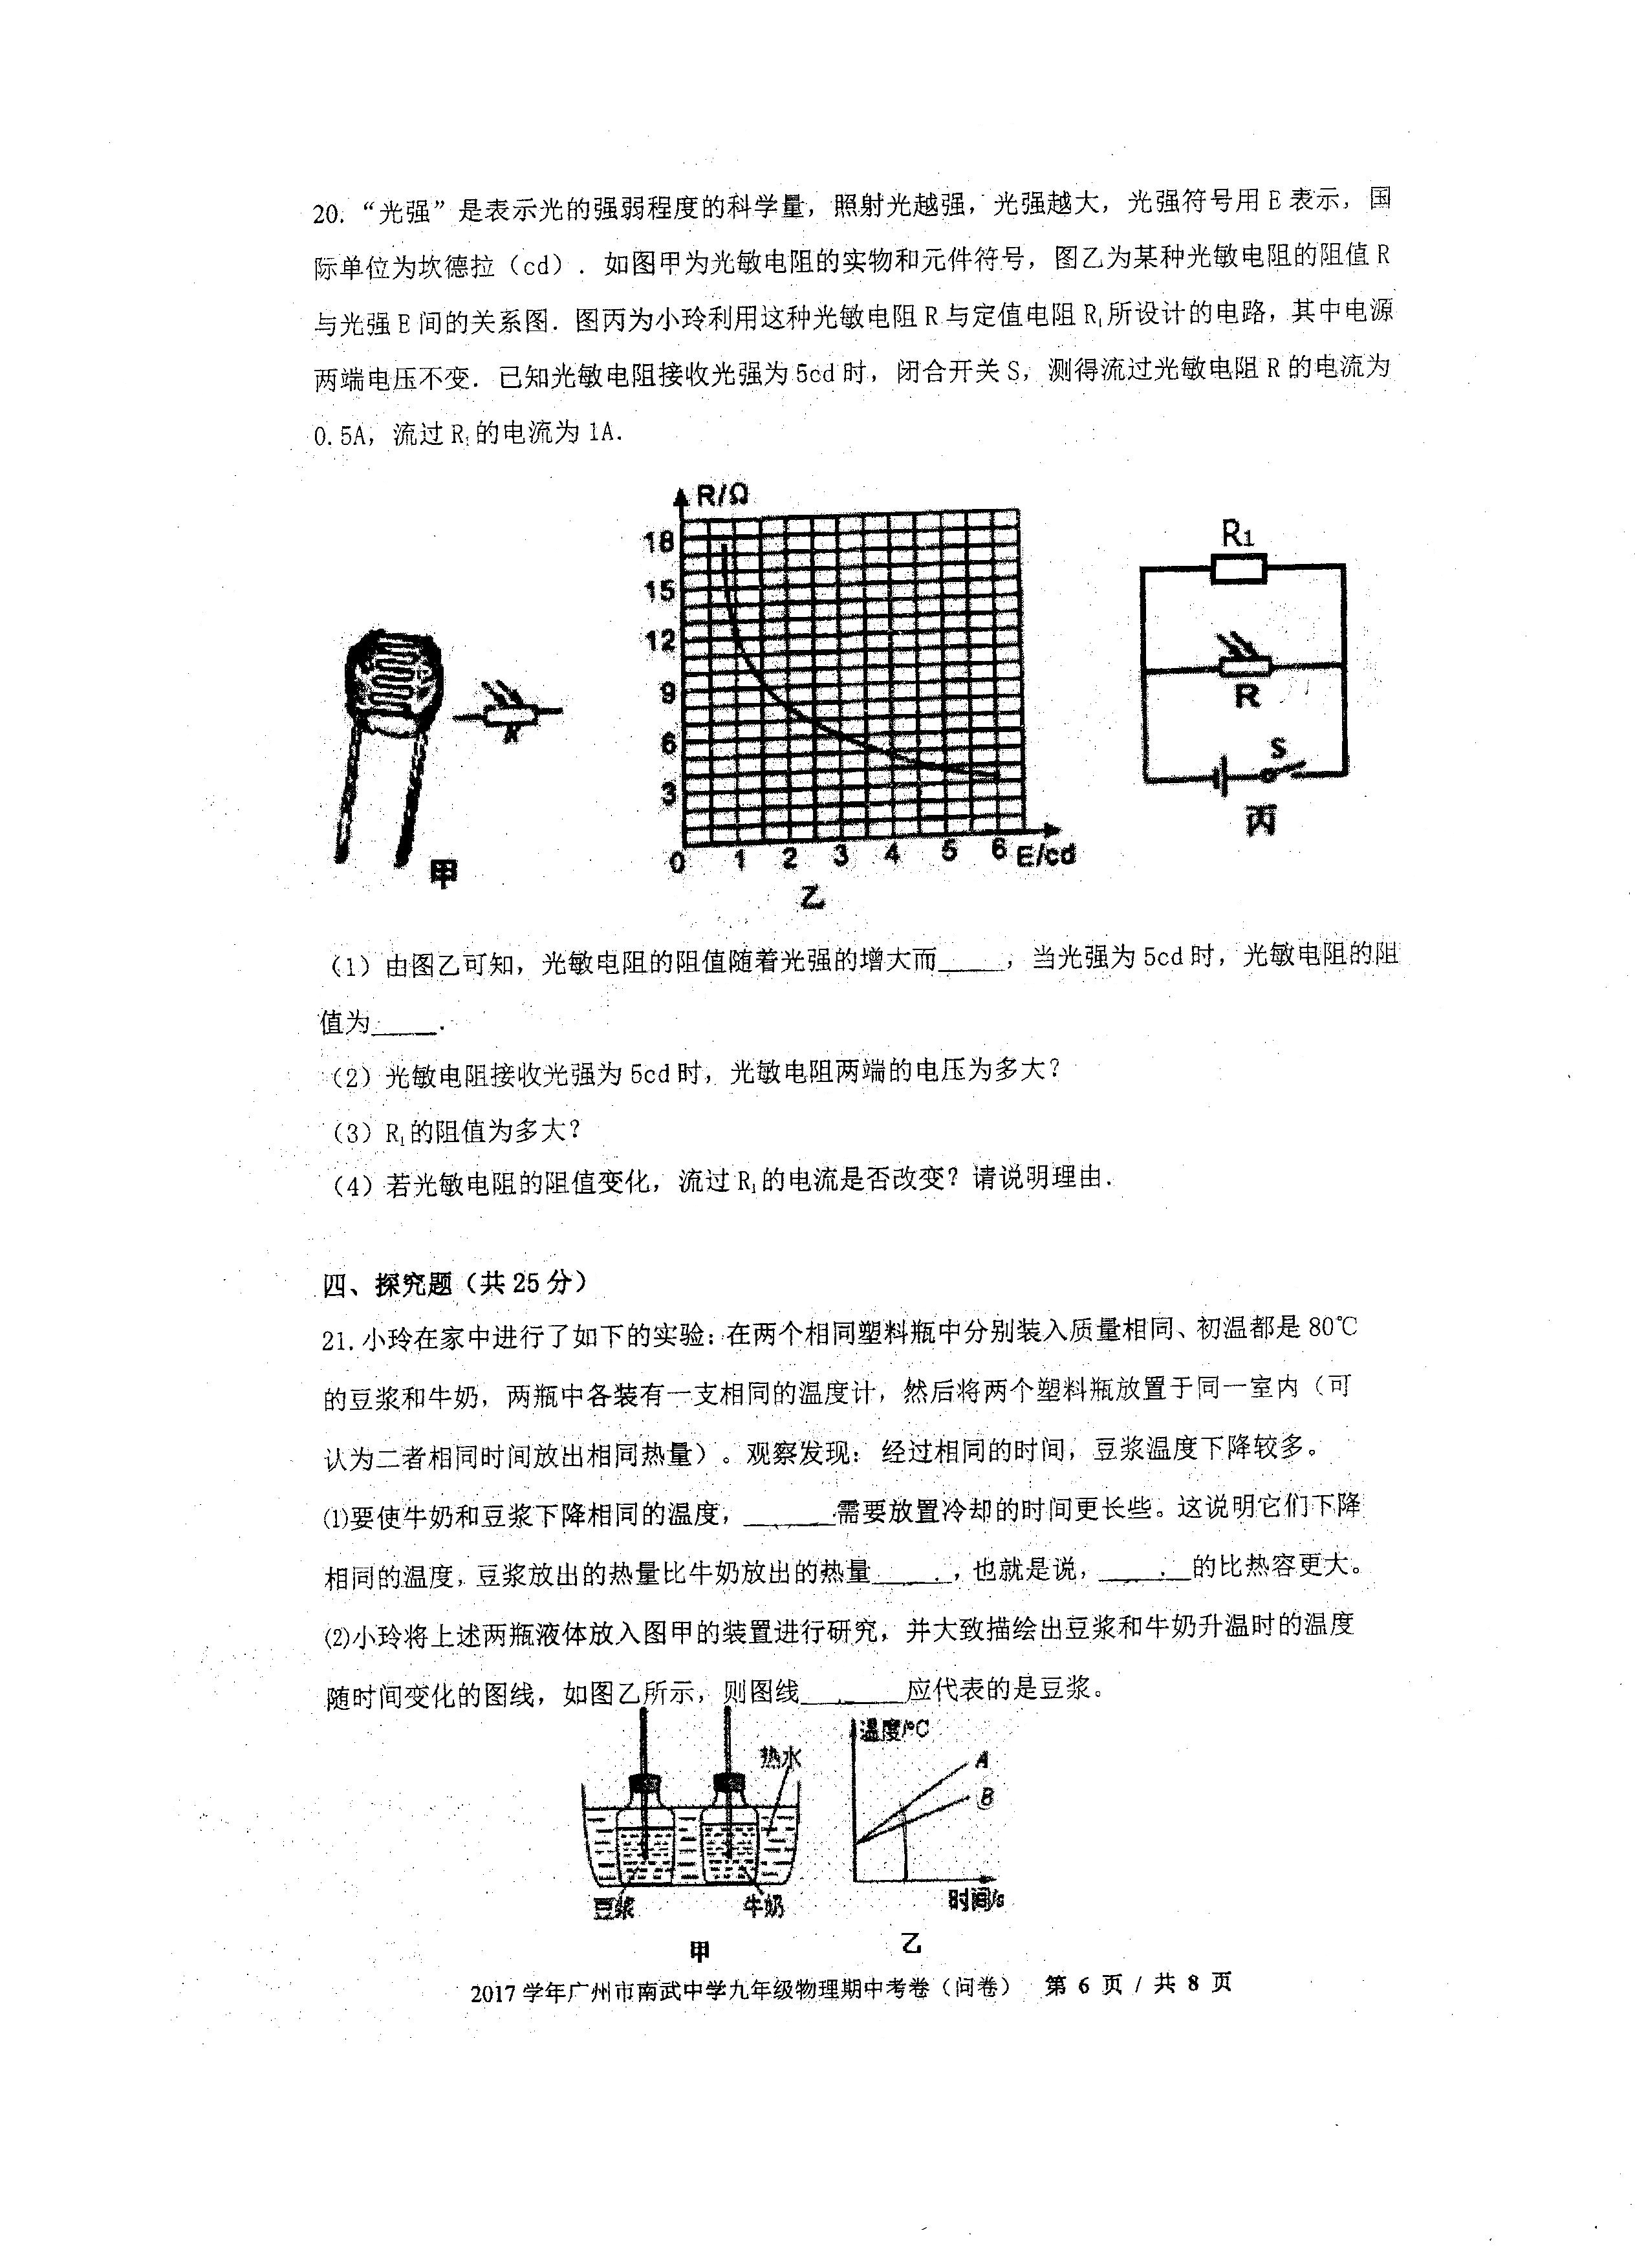 20. “光强”是表示光的强弱程度的科学量，照射光越强，光强越大，光强符号用 E 表示，国
际单位为坎德拉（cd）. 如图甲为光敏电阻的实物和元件符号，图乙为某种光敏电阻的阻值 R
与光强 E 间的关系图. 图丙为小玲利用这种光敏电阻 R 与定值电阻 R₁所设计的电路，其中电源
两端电压不变. 已知光敏电阻接收光强为 5cd 时，闭合开关 S，测得流过光敏电阻 R 的电流为
0.5A，流过 R₁的电流为 1A.
R/Ω
18
15
12
9
6
3
0 1 2 3 4 5 6 E/cd
R
甲
乙
R1
R
S
丙
（1）由图乙可知，光敏电阻的阻值随着光强的增大而_____，当光强为 5cd 时，光敏电阻的阻
值为_____.
（2）光敏电阻接收光强为 5cd 时，光敏电阻两端的电压为多大？
（3）R₁的阻值为多大？
（4）若光敏电阻的阻值变化，流过 R₁的电流是否改变？请说明理由.
四、探究题（共 25 分）
21. 小玲在家中进行了如下的实验：在两个相同塑料瓶中分别装入质量相同、初温都是 80℃
的豆浆和牛奶，两瓶中各装有一支相同的温度计，然后将两个塑料瓶放置于同一室内（可
认为二者相同时间放出相同热量）。观察发现：经过相同的时间，豆浆温度下降较多。
⑴要使牛奶和豆浆下降相同的温度，_______需要放置冷却的时间更长些。这说明它们下降
相同的温度，豆浆放出的热量比牛奶放出的热量______，也就是说，_______的比热容更大。
⑵小玲将上述两瓶液体放入图甲的装置进行研究，并大致描绘出豆浆和牛奶升温时的温度
随时间变化的图线，如图乙所示，则图线________应代表的是豆浆。
热水
豆浆
牛奶
甲
温度/℃
A
B
时间/s
乙
2017 学年广州市南武中学九年级物理期中考卷（问卷） 第 6 页 / 共 8 页